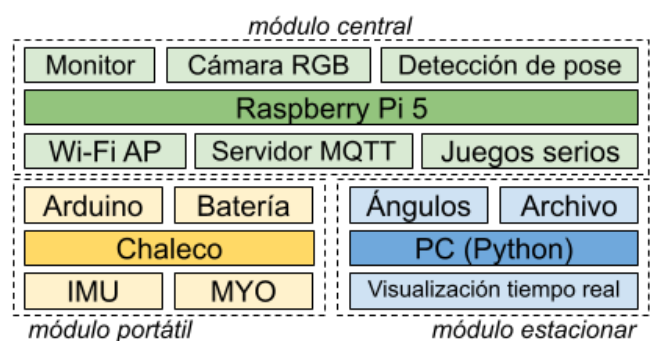 módulo central
Monitor Cámara RGB Detección de pose
Raspberry Pi 5
Wi-Fi AP Servidor MQTT Juegos serios
Arduino Batería Ángulos Archivo
Chaleco PC (Python)
IMU MYO Visualización tiempo real
módulo portátil módulo estacionar